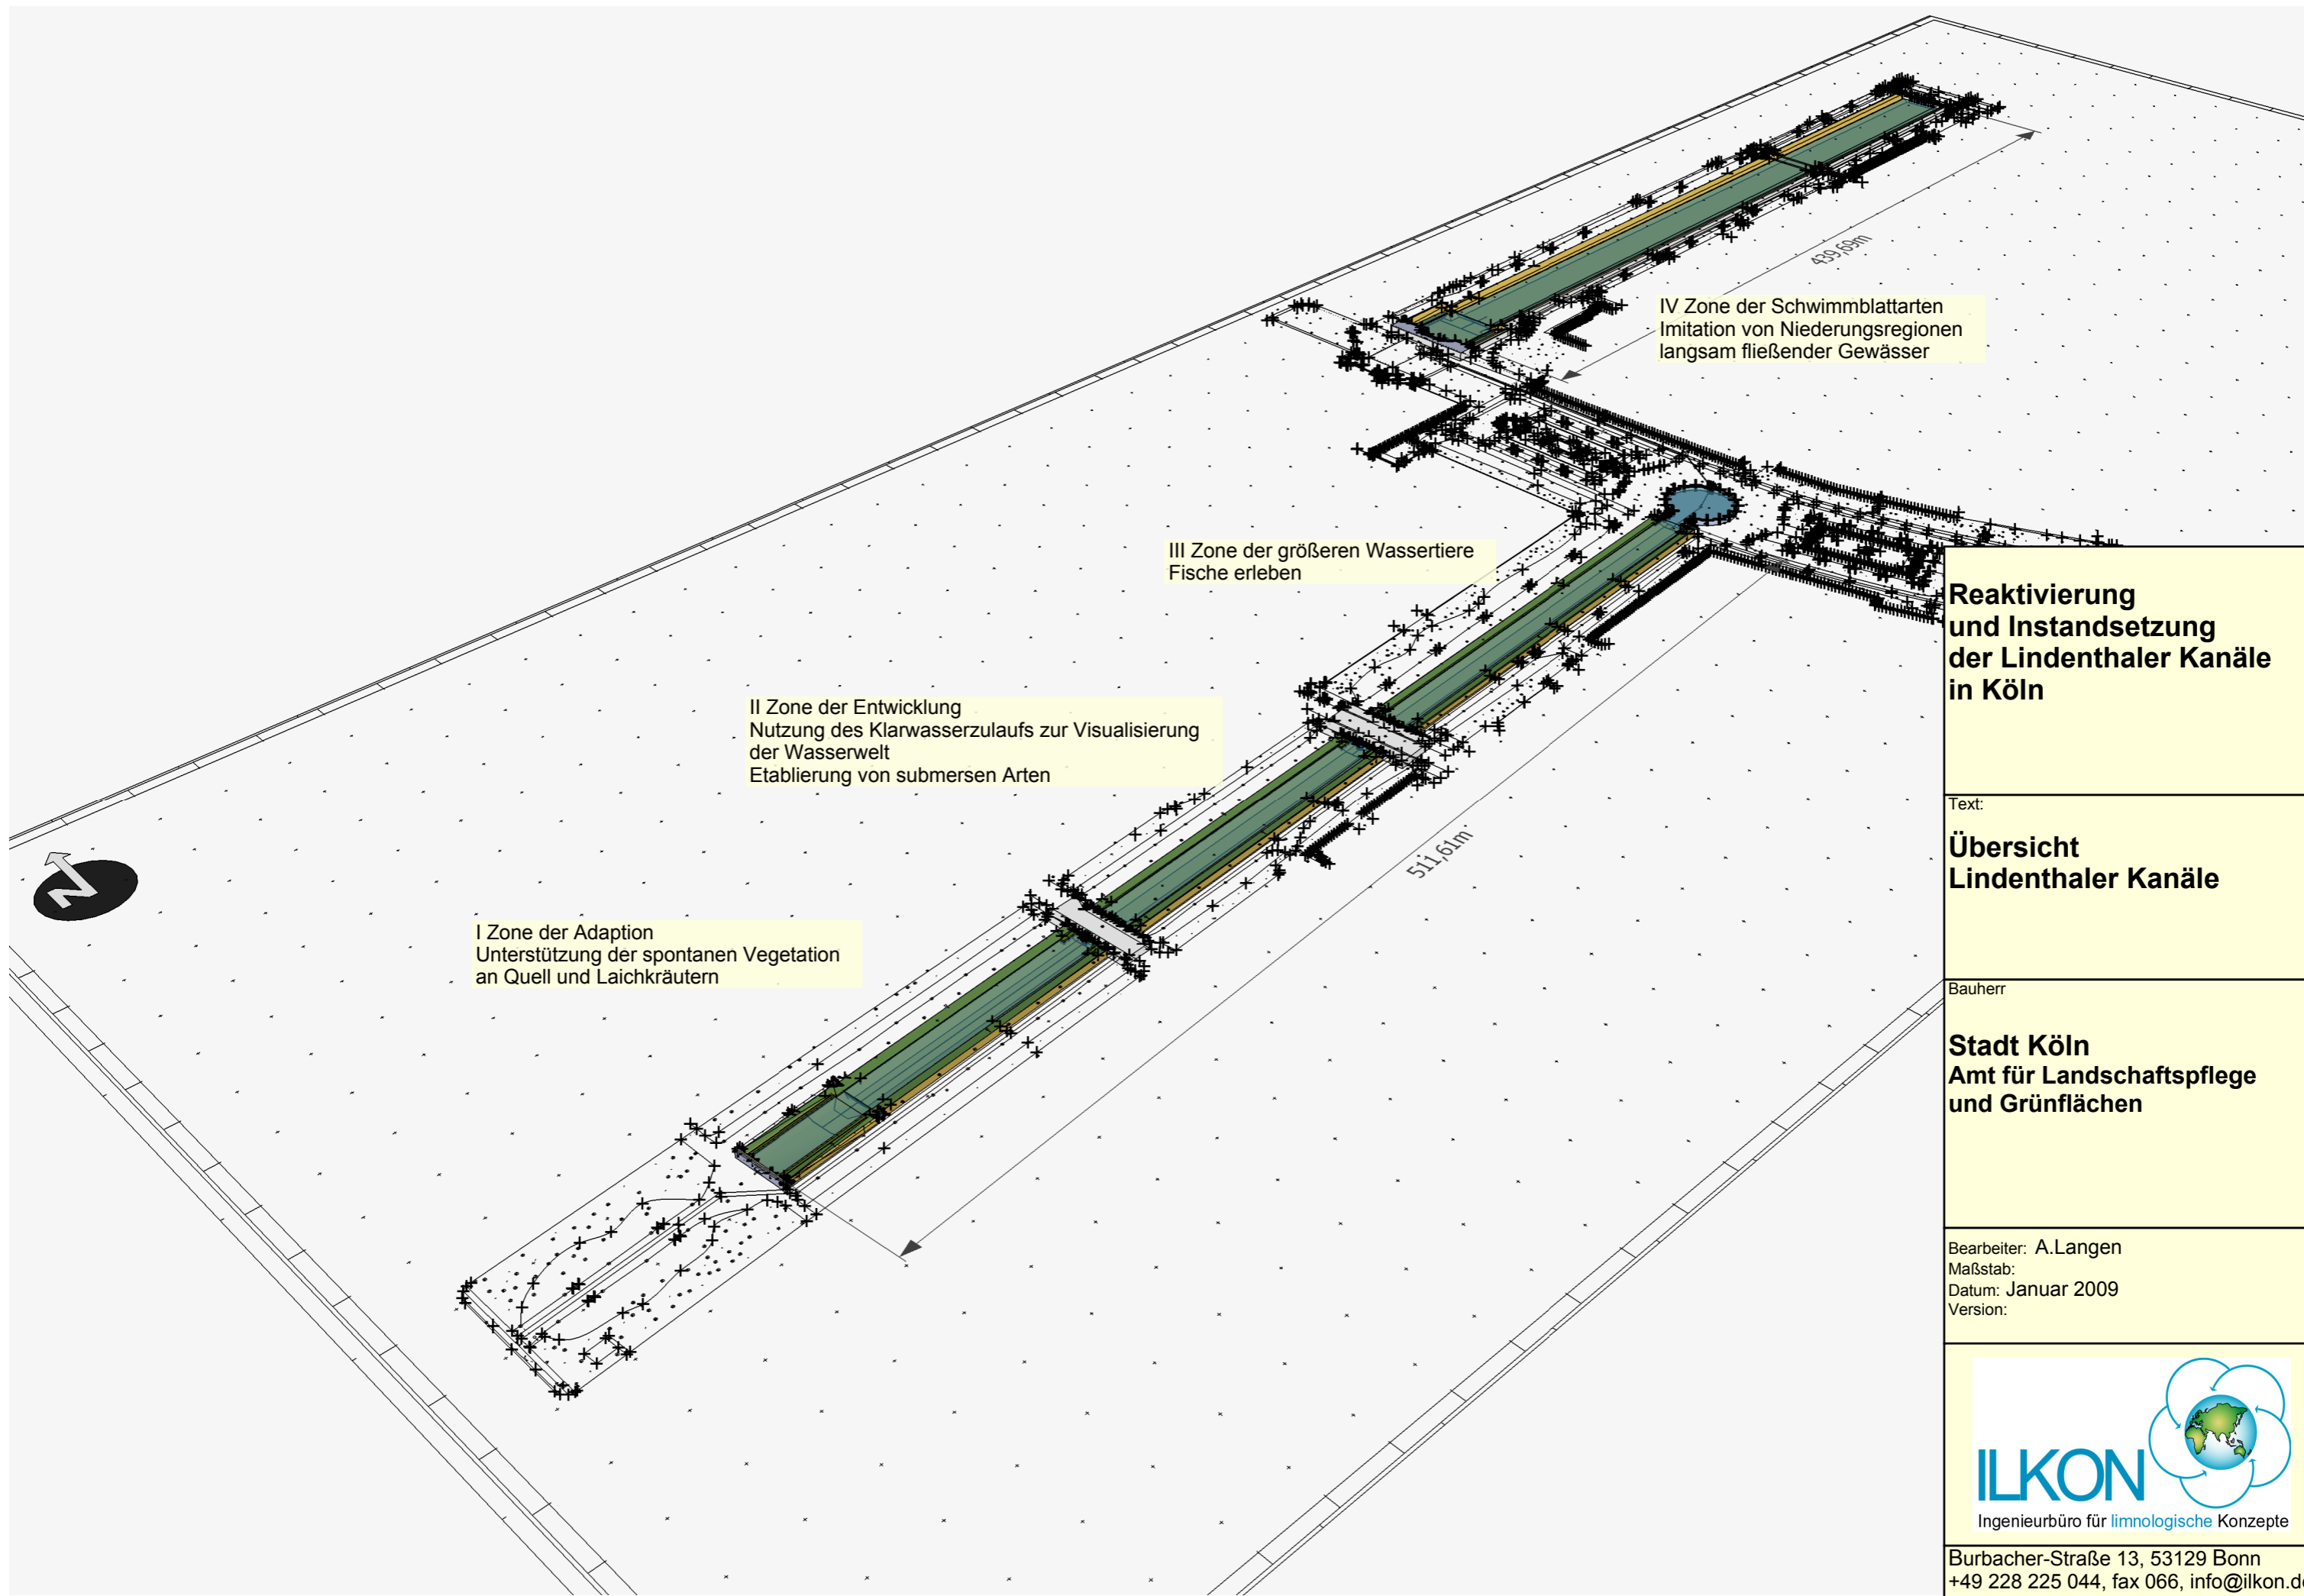 439,69m
IV Zone der Schwimmblattarten
Imitation von Niederungsregionen
langsam fließender Gewässer
III Zone der größeren Wassertiere
Fische erleben
II Zone der Entwicklung
Nutzung des Klarwasserzulaufs zur Visualisierung
der Wasserwelt
Etablierung von submersen Arten
511,61m
N
I Zone der Adaption
Unterstützung der spontanen Vegetation
an Quell und Laichkräutern
Reaktivierung
und Instandsetzung
der Lindenthaler Kanäle
in Köln
Text:
Übersicht
Lindenthaler Kanäle
Bauherr
Stadt Köln
Amt für Landschaftspflege
und Grünflächen
Bearbeiter: A.Langen
Maßstab:
Datum: Januar 2009
Version:
ILKON
Ingenieurbüro für limnologische Konzepte
Burbacher-Straße 13, 53129 Bonn
+49 228 225 044, fax 066, info@ilkon.de